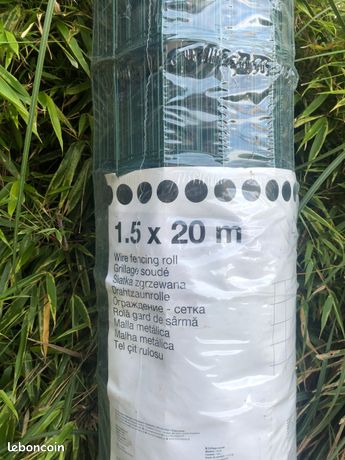 1.5 x 20 m
Wire fencing roll
Grillage soudé
Siatka zgrzewana
Drahtzaunrolle
Ограждение - сетка
Rolă gard de sârmă
Malla metálica
Malha metálica
Tel çit rulosu
leboncoin